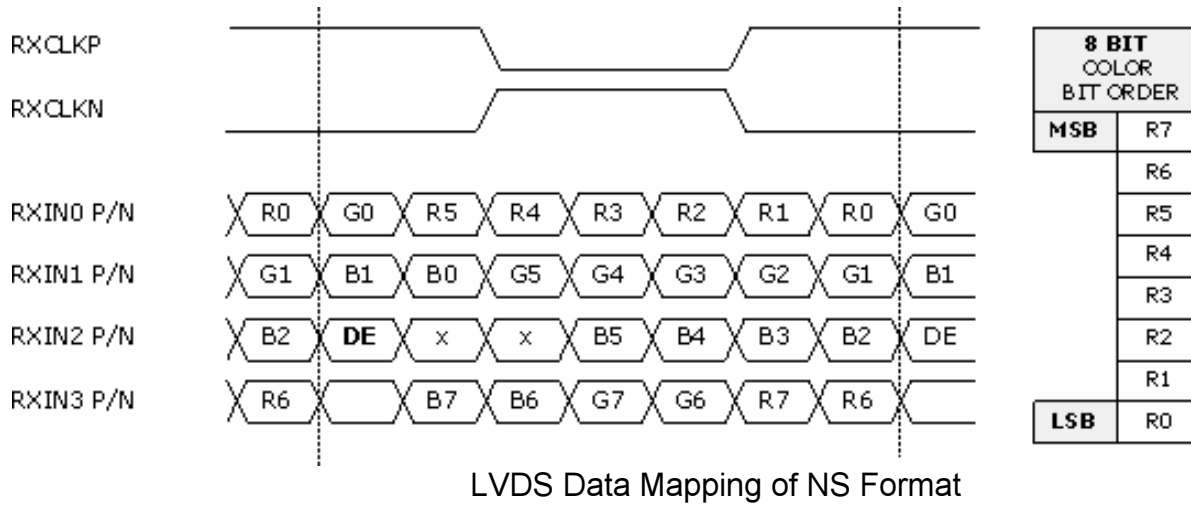 RXCLKP
RXCLKN
RXIN0 P/N R0 G0 R5 R4 R3 R2 R1 R0 G0
RXIN1 P/N G1 B1 B0 G5 G4 G3 G2 G1 B1
RXIN2 P/N B2 DE x x B5 B4 B3 B2 DE
RXIN3 P/N R6 B7 B6 G7 G6 R7 R6
8 BIT
COLOR
BIT ORDER
MSB R7
R6
R5
R4
R3
R2
R1
LSB R0
LVDS Data Mapping of NS Format